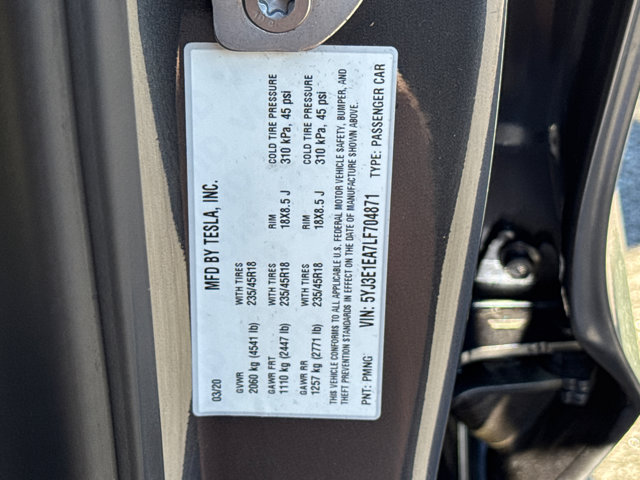 MFD BY TESLA, INC.
03/20
GVWR WITH TIRES RIM COLD TIRE PRESSURE
2060 kg (4541 lb) 235/45R18 18X8.5 J 310 kPa, 45 psi
GAWR FRT WITH TIRES RIM COLD TIRE PRESSURE
1110 kg (2447 lb) 235/45R18 18X8.5 J 310 kPa, 45 psi
GAWR RR
1257 kg (2771 lb) 235/45R18
THIS VEHICLE CONFORMS TO ALL APPLICABLE U.S. FEDERAL MOTOR VEHICLE SAFETY, BUMPER, AND
THEFT PREVENTION STANDARDS IN EFFECT ON THE DATE OF MANUFACTURE SHOWN ABOVE.
PNT: PMNG VIN: 5YJ3E1EA7LF704871 TYPE: PASSENGER CAR